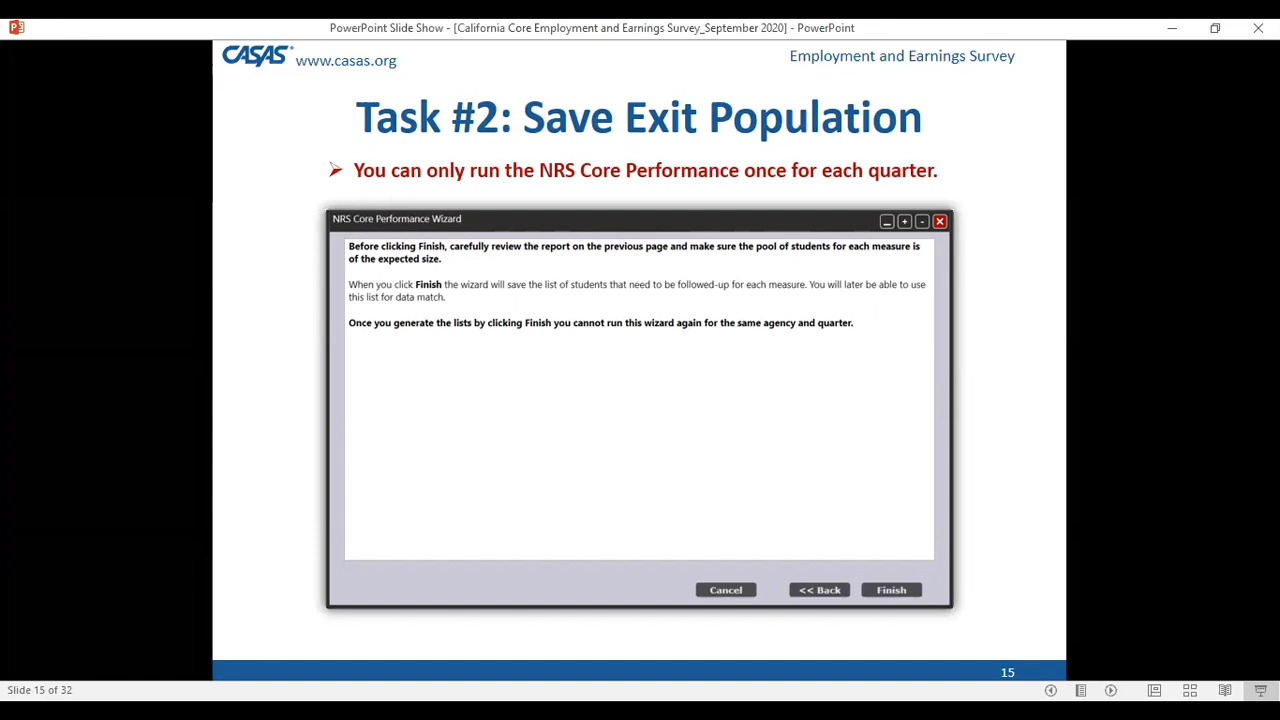 PowerPoint Slide Show - [California Core Employment and Earnings Survey_September 2020] - PowerPoint
CASAS www.casas.org
Employment and Earnings Survey
Task #2: Save Exit Population
You can only run the NRS Core Performance once for each quarter.
NRS Core Performance Wizard
Before clicking Finish, carefully review the report on the previous page and make sure the pool of students for each measure is
of the expected size.
When you click Finish the wizard will save the list of students that need to be followed-up for each measure. You will later be able to use
this list for data match.
Once you generate the lists by clicking Finish you cannot run this wizard again for the same agency and quarter.
Cancel << Back Finish
15
Slide 15 of 32